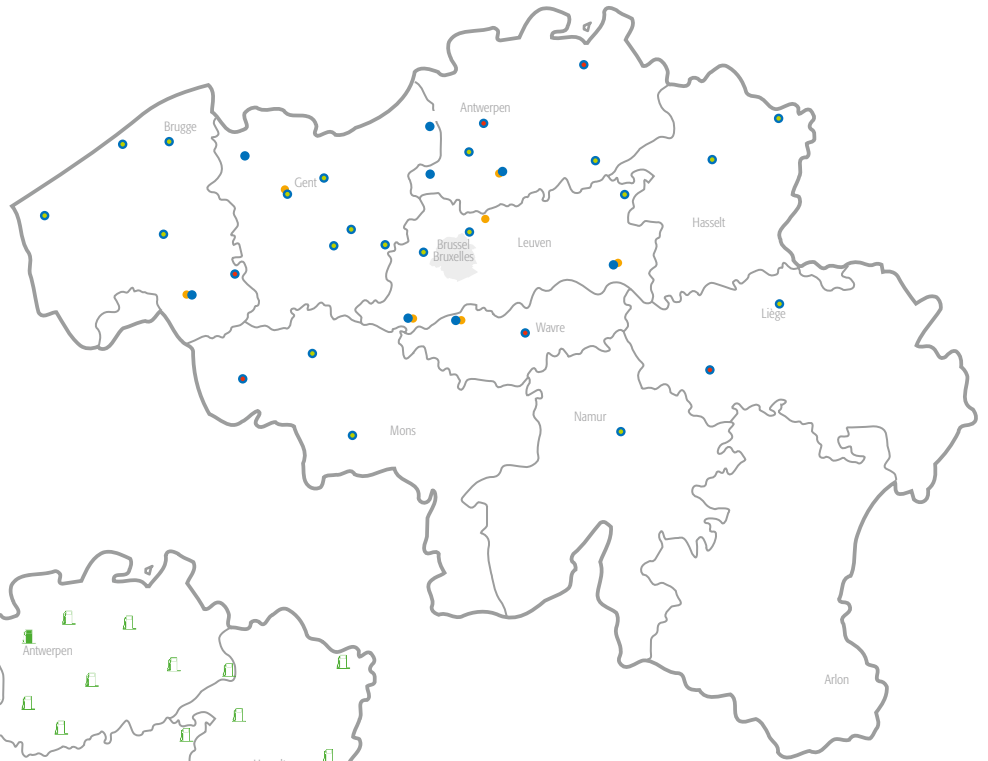 Antwerpen
Brugge
Gent
Hasselt
Brussel
Bruxelles
Leuven
Liège
Wavre
Namur
Mons
Arlon
Antwerpen